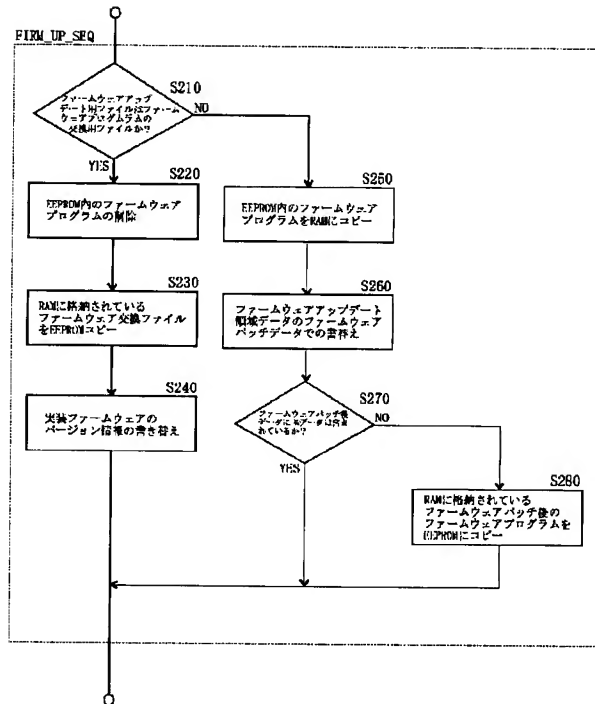 FIRM_UP_SEQ
S210
ファームウェアアップ
デート用ファイルはファーム
ウェアプログムラムの
交換用ファイルか?
NO
YES
S220
EEPROM内のファームウェア
プログラムの削除
S250
EEPROM内のファームウェア
プログラムをRAMにコピー
S230
RAMに格納されている
ファームウェア交換ファイル
をEEPROMコピー
S260
ファームウェアアップデート
領域データのファームウェア
パッチデータでの書替え
S240
実装ファームウェアの
バージョン情報の書き替え
S270
ファームウェアパッチ後
データに
データは含ま
れているか?
NO
YES
S280
RAMに格納されている
ファームウェアパッチ後の
ファームウェアプログラムを
EEPROMにコピー